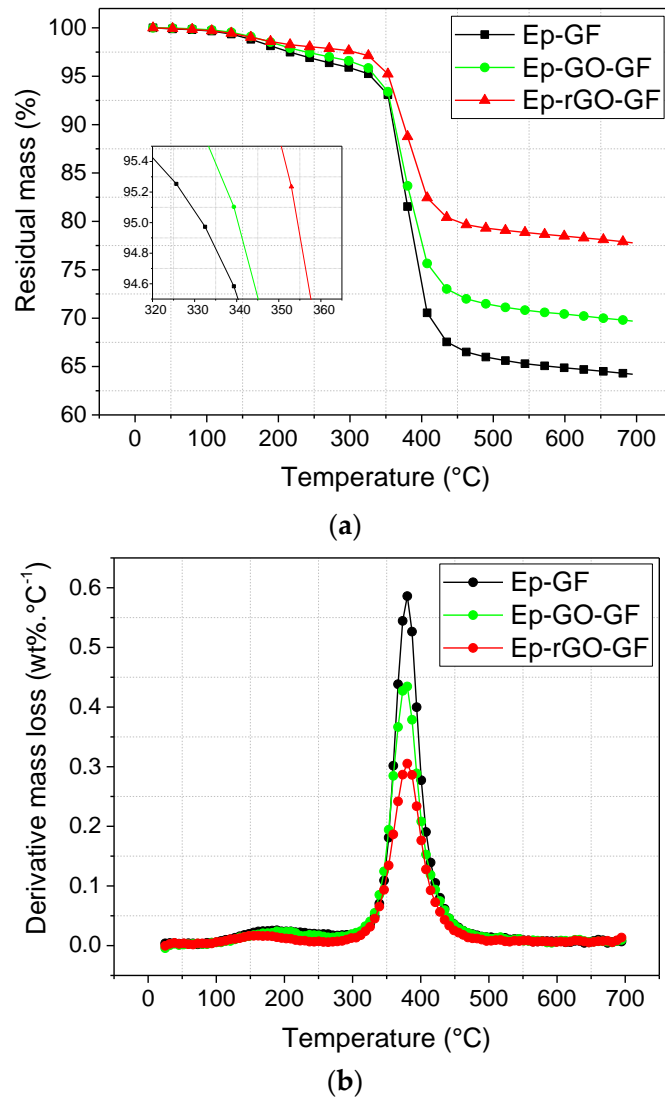 100
95
90
85
80
75
70
65
60
Residual mass (%)
Ep-GF
Ep-GO-GF
Ep-rGO-GF
95.4
95.2
95.0
94.8
94.6
320 330 340 350 360
0 100 200 300 400 500 600 700
Temperature (°C)
(a)
0.6
0.5
0.4
0.3
0.2
0.1
0.0
Derivative mass loss (wt%.°C⁻¹)
Ep-GF
Ep-GO-GF
Ep-rGO-GF
0 100 200 300 400 500 600 700
Temperature (°C)
(b)